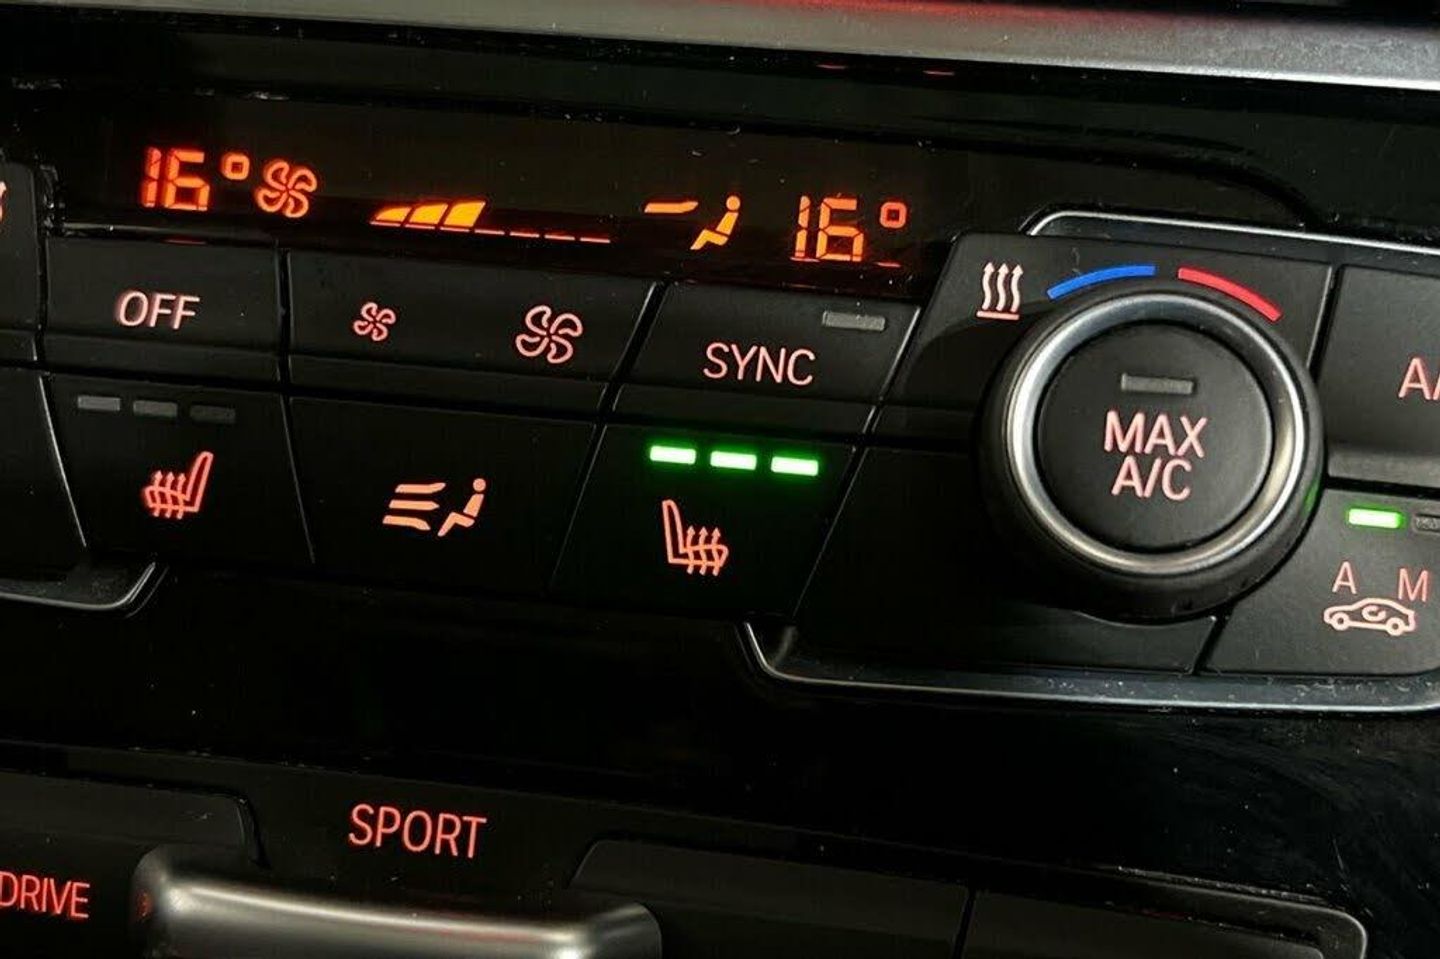 16°
16°
OFF
SYNC
MAX
A/C
A M
SPORT
DRIVE